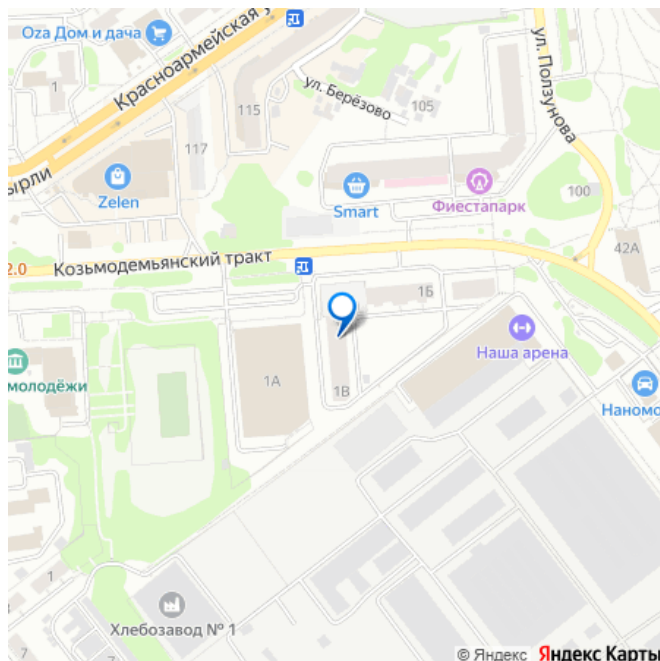 Oza Дом и дача
Красноармейская у
ул. Берёзово
ул. Ползунова
115
105
1
117
ырли
Zelen
Smart
Фиестапарк
100
42А
2.0
Козьмодемьянский тракт
1Б
Наша арена
молодёжи
1А
1В
Наномо
1
Хлебозавод № 1
7
7
© Яндекс Яндекс Карты